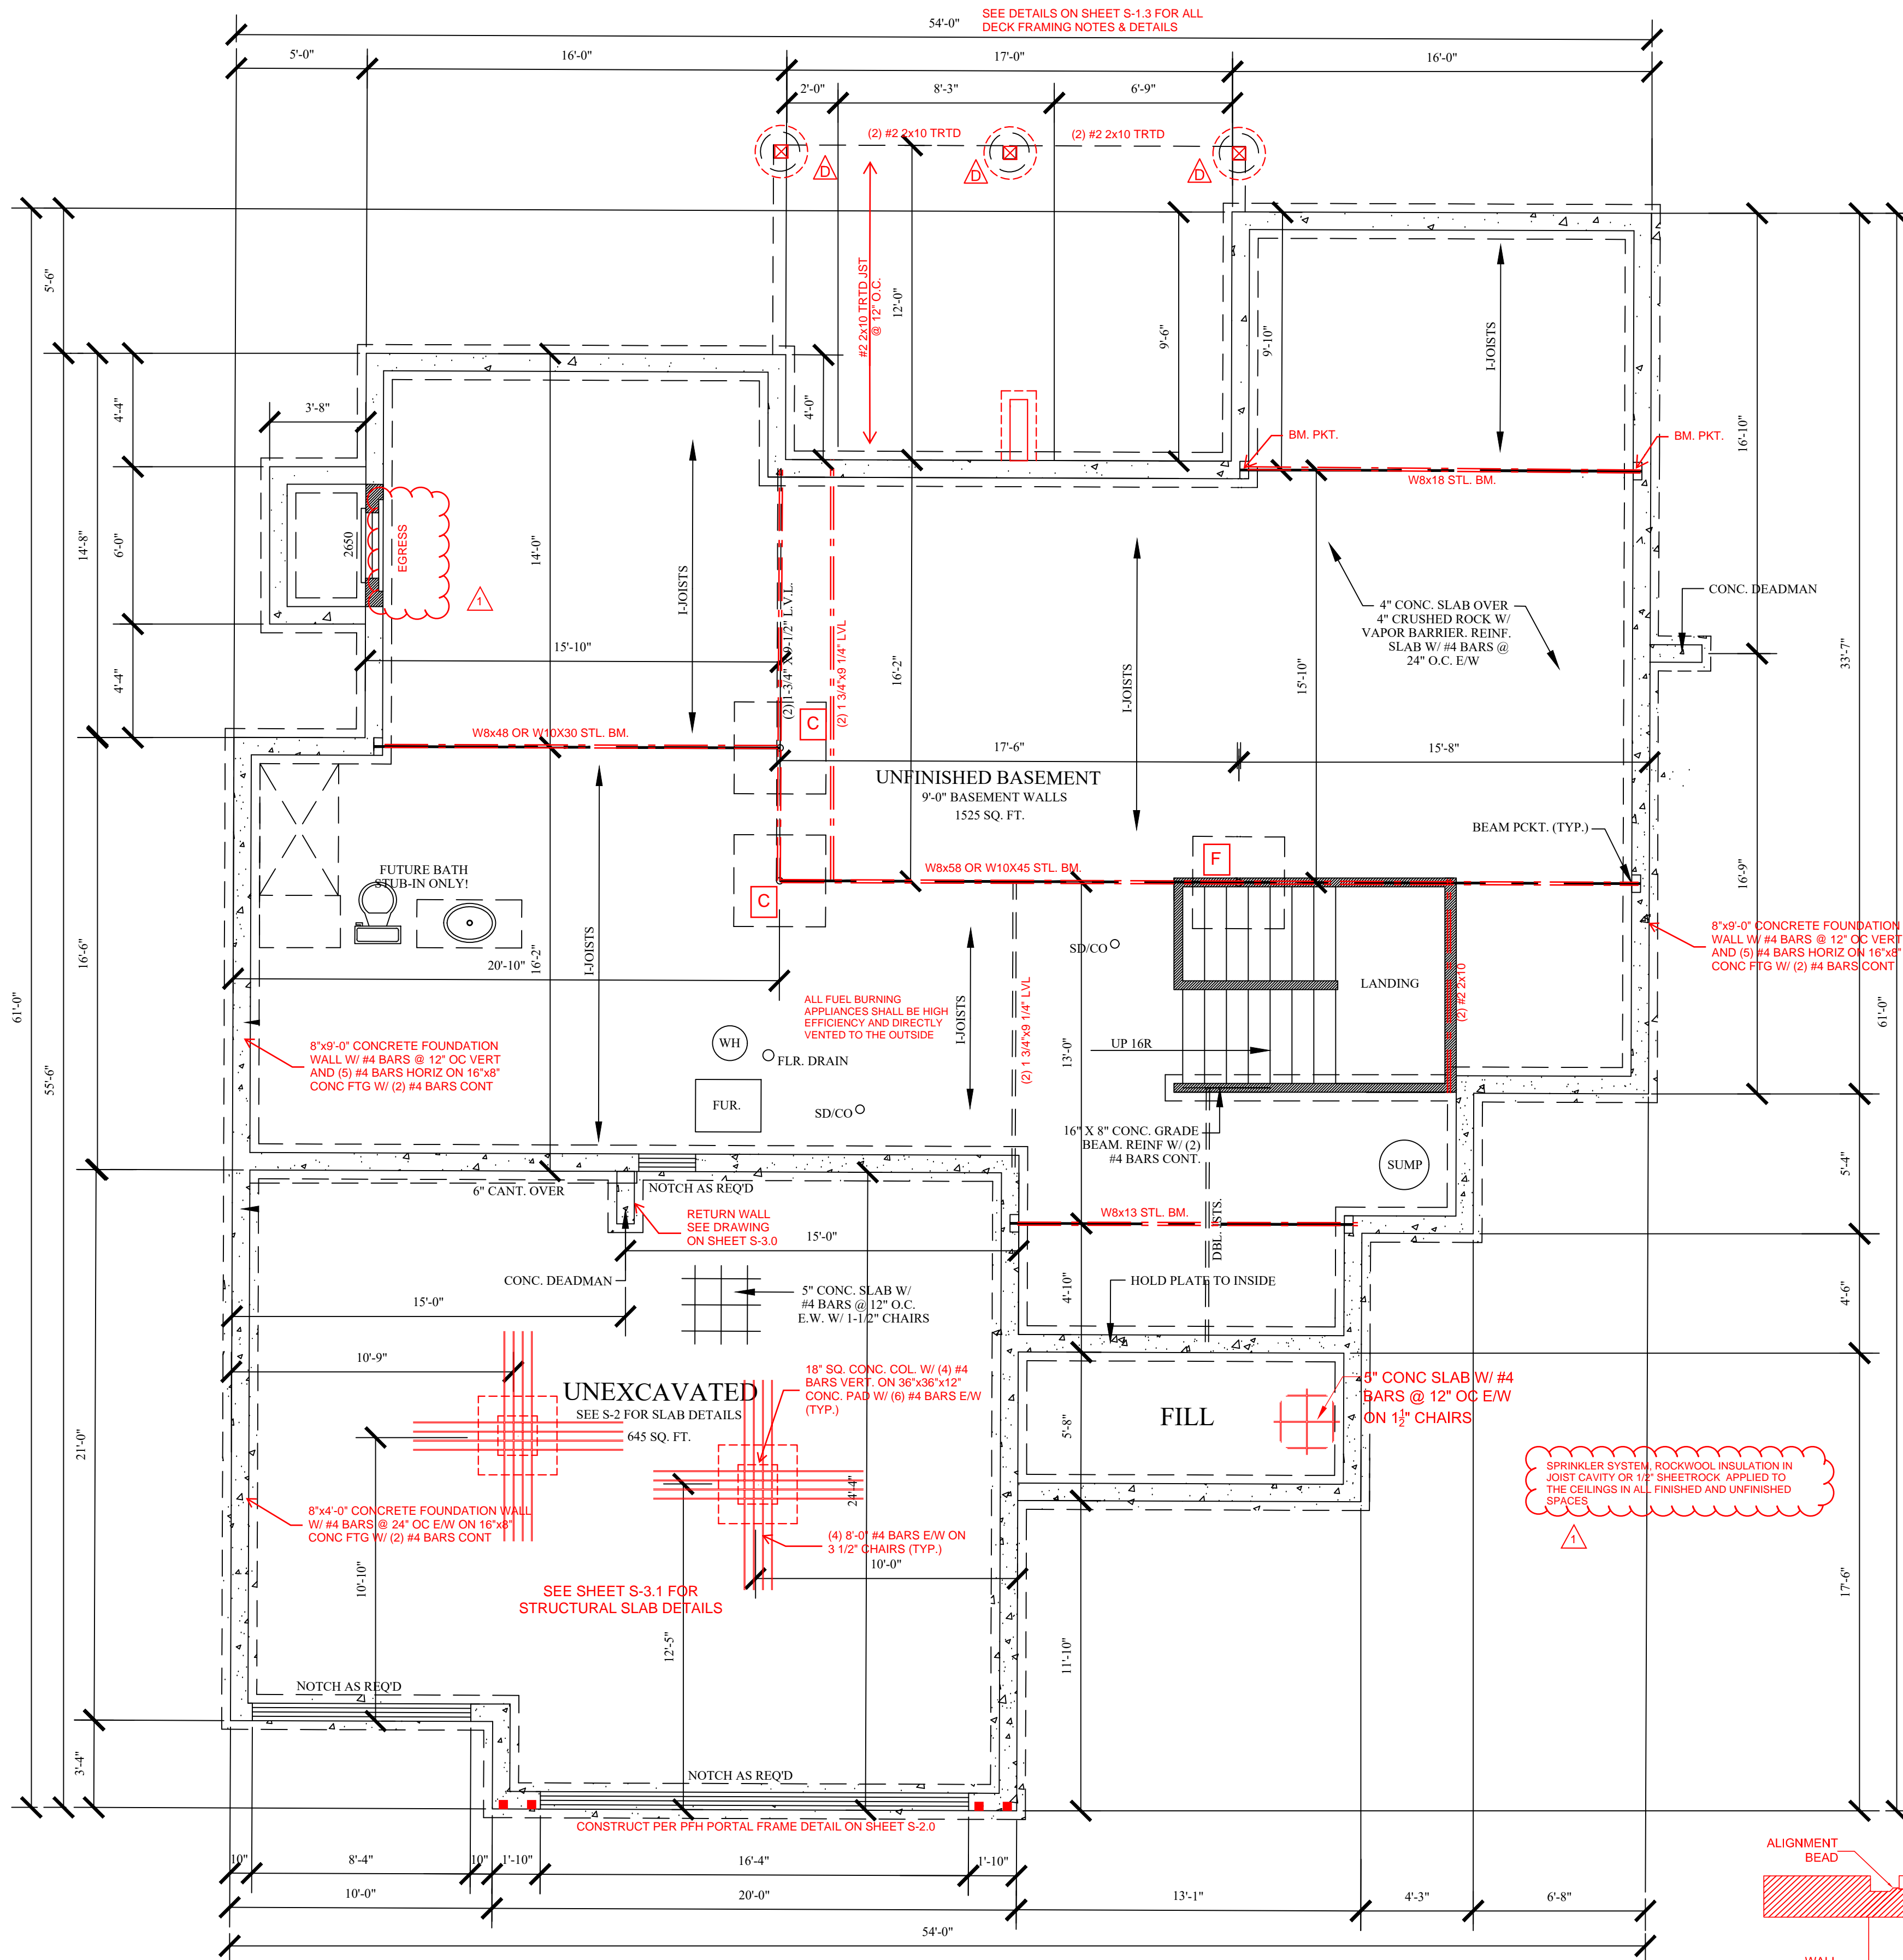 SEE DETAILS ON SHEET S-1.3 FOR ALL
DECK FRAMING NOTES & DETAILS
54'-0"
5'-0"
16'-0"
17'-0"
16'-0"
2'-0"
8'-3"
6'-9"
(2) #2 2x10 TRTD
(2) #2 2x10 TRTD
D
D
D
#2 2x10 TRTD JST
@ 12" O.C.
12'-0"
9'-6"
9'-10"
I-JOISTS
5'-6"
4'-4"
3'-8"
4'-0"
BM. PKT.
BM. PKT.
16'-10"
W8x18 STL. BM.
14'-8"
6'-0"
2650
EGRESS
1
14'-0"
I-JOISTS
(2) 1-3/4" X 9-1/2" L.V.L.
(2) 1 3/4"x9 1/4" LVL
16'-2"
I-JOISTS
15'-10"
4" CONC. SLAB OVER
4" CRUSHED ROCK W/
VAPOR BARRIER. REINF.
SLAB W/ #4 BARS @
24" O.C. E/W
CONC. DEADMAN
33'-7"
15'-10"
4'-4"
C
W8x48 OR W10X30 STL. BM.
17'-6"
15'-8"
UNFINISHED BASEMENT
9'-0" BASEMENT WALLS
1525 SQ. FT.
BEAM PCKT. (TYP.)
FUTURE BATH
STUB-IN ONLY!
W8x58 OR W10X45 STL. BM.
F
C
16'-9"
8"x9'-0" CONCRETE FOUNDATION
WALL W/ #4 BARS @ 12" OC VERT
AND (5) #4 BARS HORIZ ON 16"x8"
CONC FTG W/ (2) #4 BARS CONT
16'-6"
20'-10"
16'-2"
I-JOISTS
SD/CO
LANDING
(2) #2 2x10
61'-0"
61'-0"
55'-6"
ALL FUEL BURNING
APPLIANCES SHALL BE HIGH
EFFICIENCY AND DIRECTLY
VENTED TO THE OUTSIDE
I-JOISTS
(2) 1 3/4"x9 1/4" LVL
13'-0"
UP 16R
8"x9'-0" CONCRETE FOUNDATION
WALL W/ #4 BARS @ 12" OC VERT
AND (5) #4 BARS HORIZ ON 16"x8"
CONC FTG W/ (2) #4 BARS CONT
WH
FLR. DRAIN
FUR.
SD/CO
16" X 8" CONC. GRADE
BEAM. REINF W/ (2)
#4 BARS CONT.
SUMP
5'-4"
6" CANT. OVER
NOTCH AS REQ'D
RETURN WALL
SEE DRAWING
ON SHEET S-3.0
15'-0"
W8x13 STL. BM.
DBL. JSTS.
CONC. DEADMAN
HOLD PLATE TO INSIDE
4'-10"
4'-6"
15'-0"
5" CONC. SLAB W/
#4 BARS @ 12" O.C.
E.W. W/ 1-1/2" CHAIRS
10'-9"
18" SQ. CONC. COL. W/ (4) #4
BARS VERT. ON 36"x36"x12"
CONC. PAD W/ (6) #4 BARS E/W
(TYP.)
5" CONC SLAB W/ #4
BARS @ 12" OC E/W
ON 1½" CHAIRS
UNEXCAVATED
SEE S-2 FOR SLAB DETAILS
645 SQ. FT.
FILL
5'-8"
21'-0"
24'-4"
SPRINKLER SYSTEM, ROCKWOOL INSULATION IN
JOIST CAVITY OR 1/2" SHEETROCK APPLIED TO
THE CEILINGS IN ALL FINISHED AND UNFINISHED
SPACES
1
8"x4'-0" CONCRETE FOUNDATION WALL
W/ #4 BARS @ 24" OC E/W ON 16"x8"
CONC FTG W/ (2) #4 BARS CONT
(4) 8'-0" #4 BARS E/W ON
3 1/2" CHAIRS (TYP.)
10'-0"
10'-10"
SEE SHEET S-3.1 FOR
STRUCTURAL SLAB DETAILS
12'-5"
11'-10"
17'-6"
NOTCH AS REQ'D
3'-4"
NOTCH AS REQ'D
CONSTRUCT PER PFH PORTAL FRAME DETAIL ON SHEET S-2.0
10"
8'-4"
10"
1'-10"
16'-4"
1'-10"
ALIGNMENT
BEAD
10'-0"
20'-0"
13'-1"
4'-3"
6'-8"
54'-0"
WALL